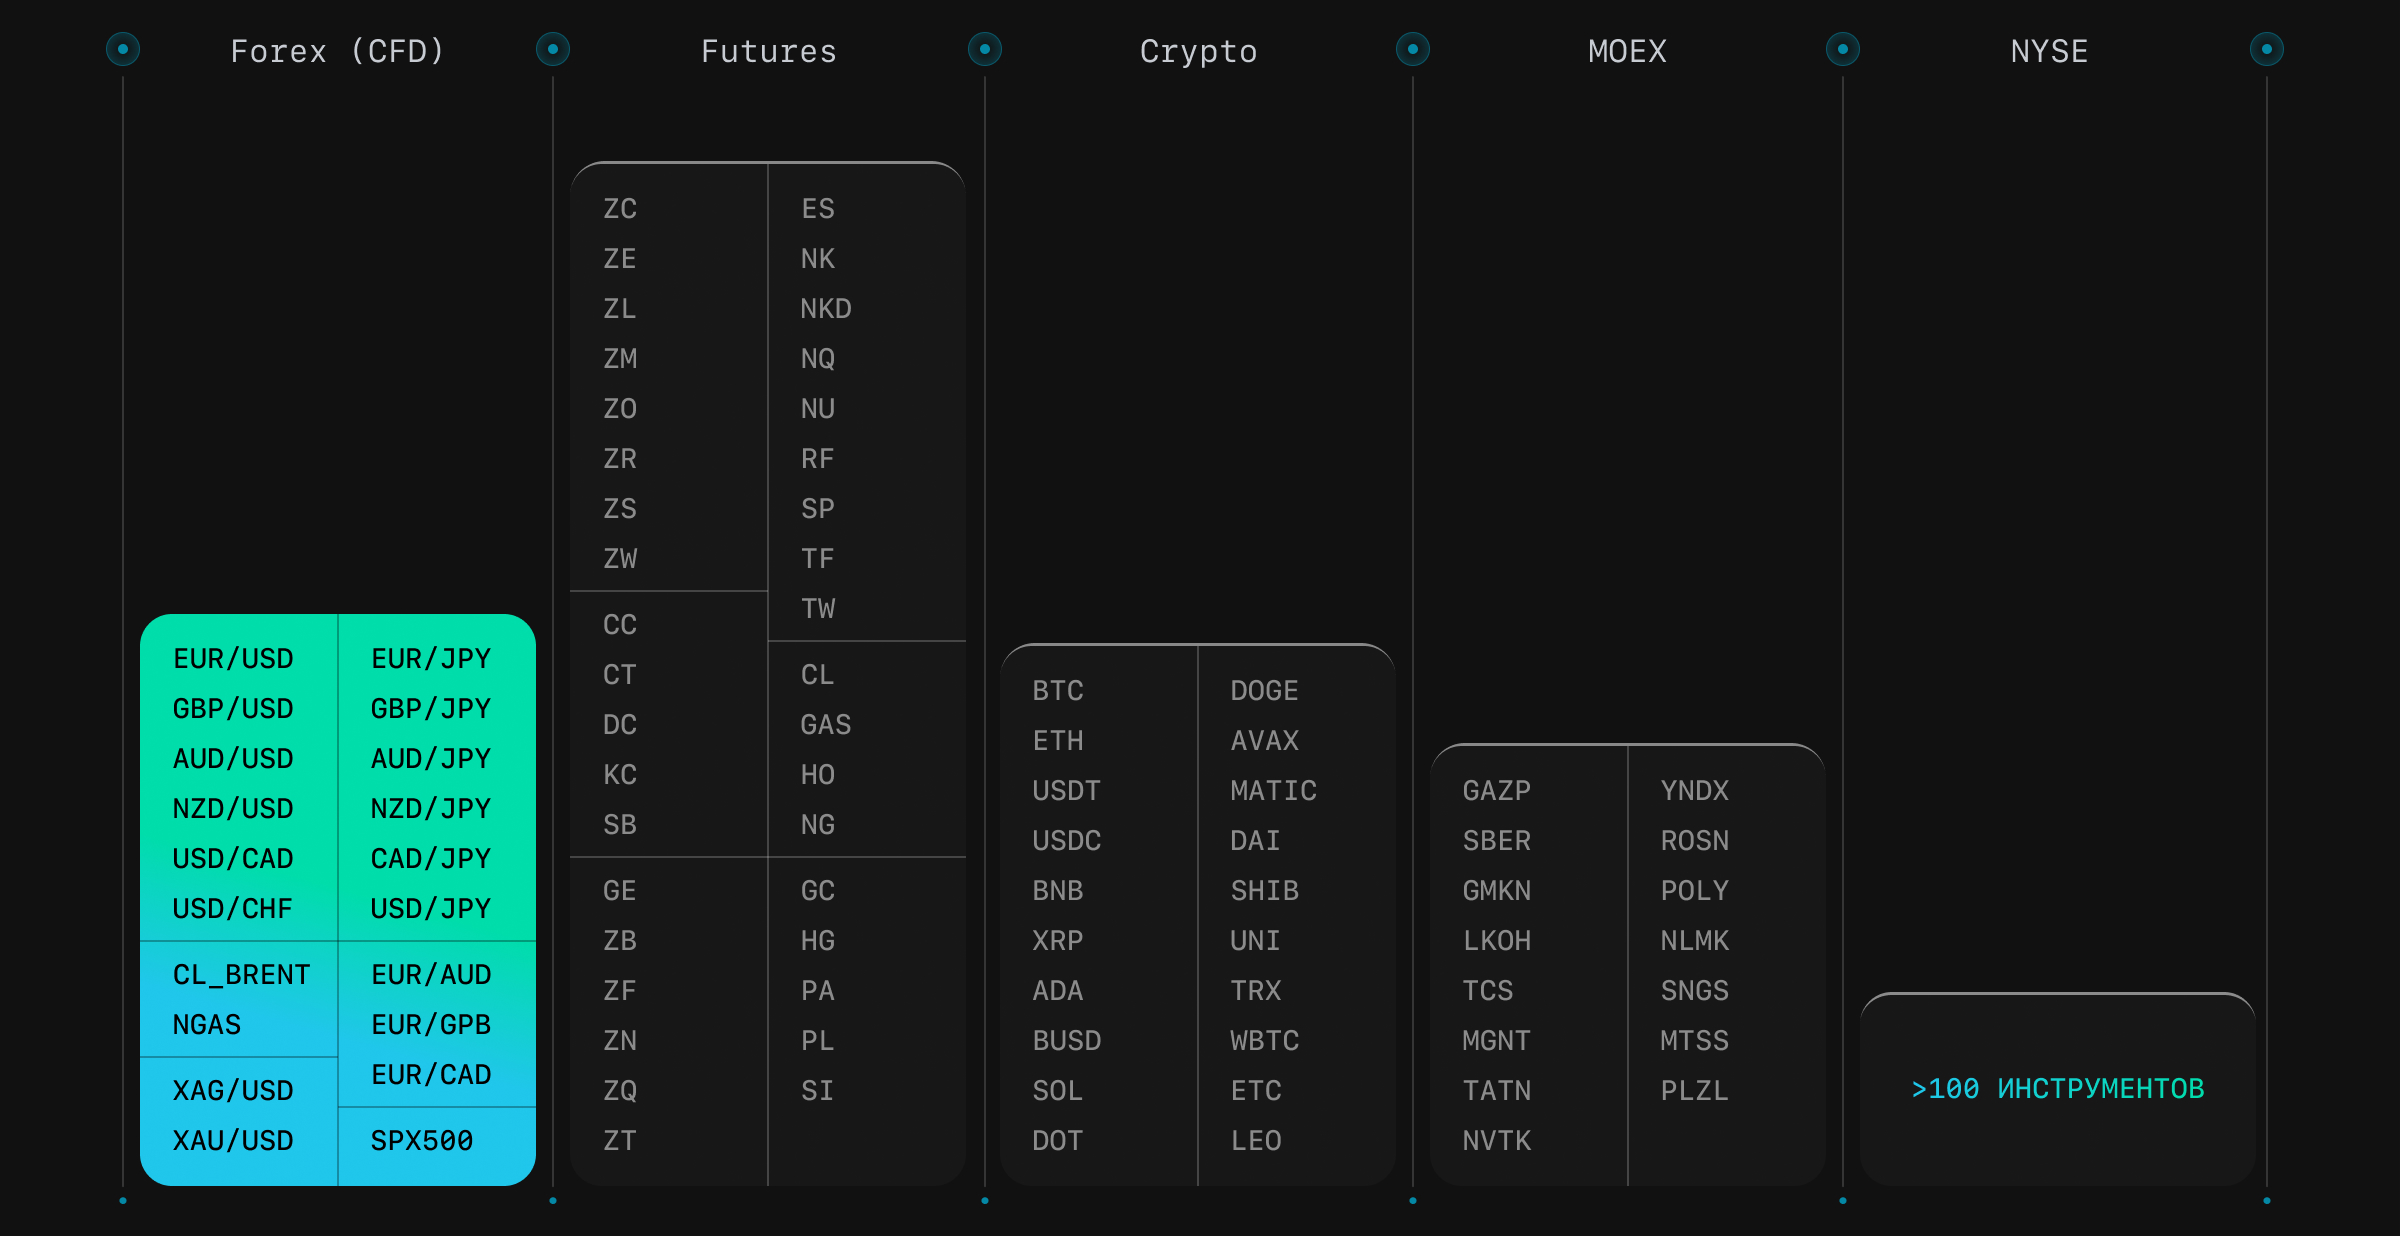 Forex (CFD)
EUR/USD
GBP/USD
AUD/USD
NZD/USD
USD/CAD
USD/CHF
CL_BRENT
NGAS
XAG/USD
XAU/USD
EUR/JPY
GBP/JPY
AUD/JPY
NZD/JPY
CAD/JPY
USD/JPY
EUR/AUD
EUR/GPB
EUR/CAD
SPX500
Futures
ZC
ZE
ZL
ZM
ZO
ZR
ZS
ZW
CC
CT
DC
KC
SB
GE
ZB
ZF
ZN
ZQ
ZT
ES
NK
NKD
NQ
NU
RF
SP
TF
TW
CL
GAS
HO
NG
GC
HG
PA
PL
SI
Crypto
BTC
ETH
USDT
USDC
BNB
XRP
ADA
BUSD
SOL
DOT
DOGE
AVAX
MATIC
DAI
SHIB
UNI
TRX
WBTC
ETC
LEO
MOEX
GAZP
SBER
GMKN
LKOH
TCS
MGNT
TATN
NVTK
YNDX
ROSN
POLY
NLMK
SNGS
MTSS
PLZL
NYSE
>100 ИНСТРУМЕНТОВ